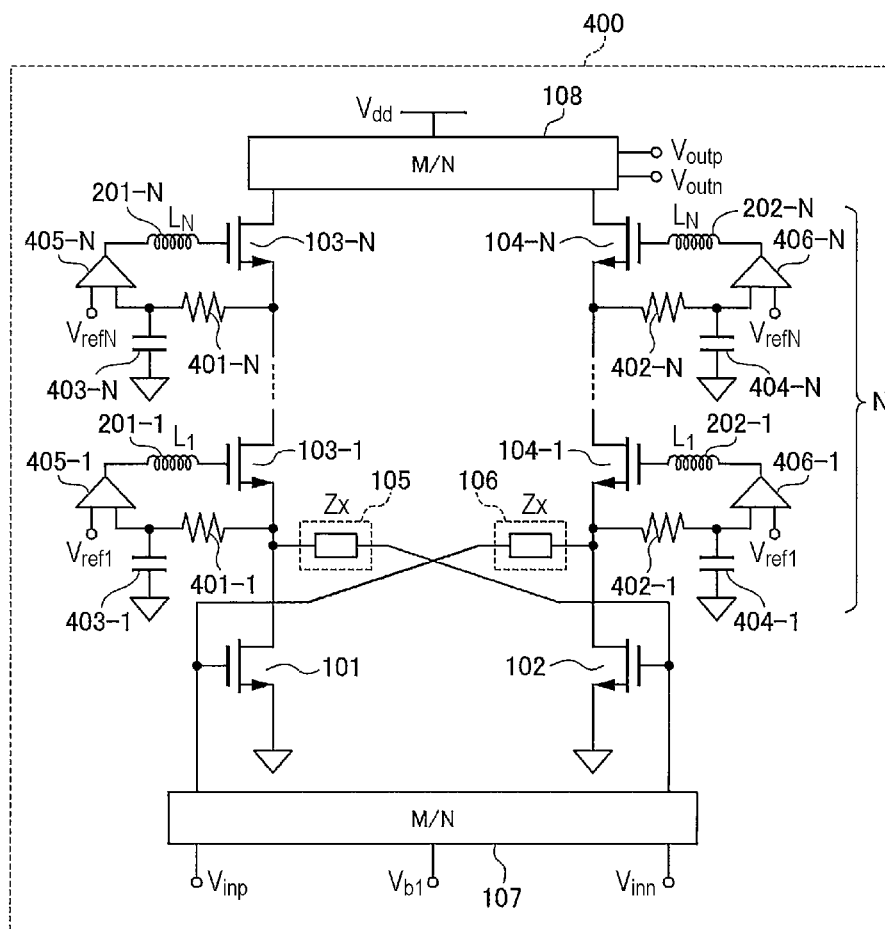 400
Vdd
108
M/N
Voutp
Voutn
201-N
LN
405-N
103-N
104-N
LN
202-N
406-N
VrefN
401-N
403-N
402-N
VrefN
404-N
N
201-1
L1
405-1
103-1
105
Zx
106
Zx
104-1
L1
202-1
406-1
Vref1
401-1
403-1
402-1
Vref1
404-1
101
102
M/N
Vinp
Vb1
107
Vinn